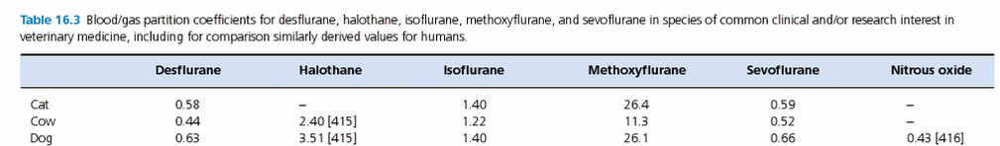 Table 16.3 Blood/gas partition coefficients for desflurane, halothane, isoflurane, methoxyflurane, and sevoflurane in species of common clinical and/or research interest in
veterinary medicine, including for comparison similarly derived values for humans.
Desflurane Halothane Isoflurane Methoxyflurane Sevoflurane Nitrous oxide
Cat 0.58 – 1.40 26.4 0.59 –
Cow 0.44 2.40 [415] 1.22 11.3 0.52 –
Dog 0.63 3.51 [415] 1.40 26.1 0.66 0.43 [416]